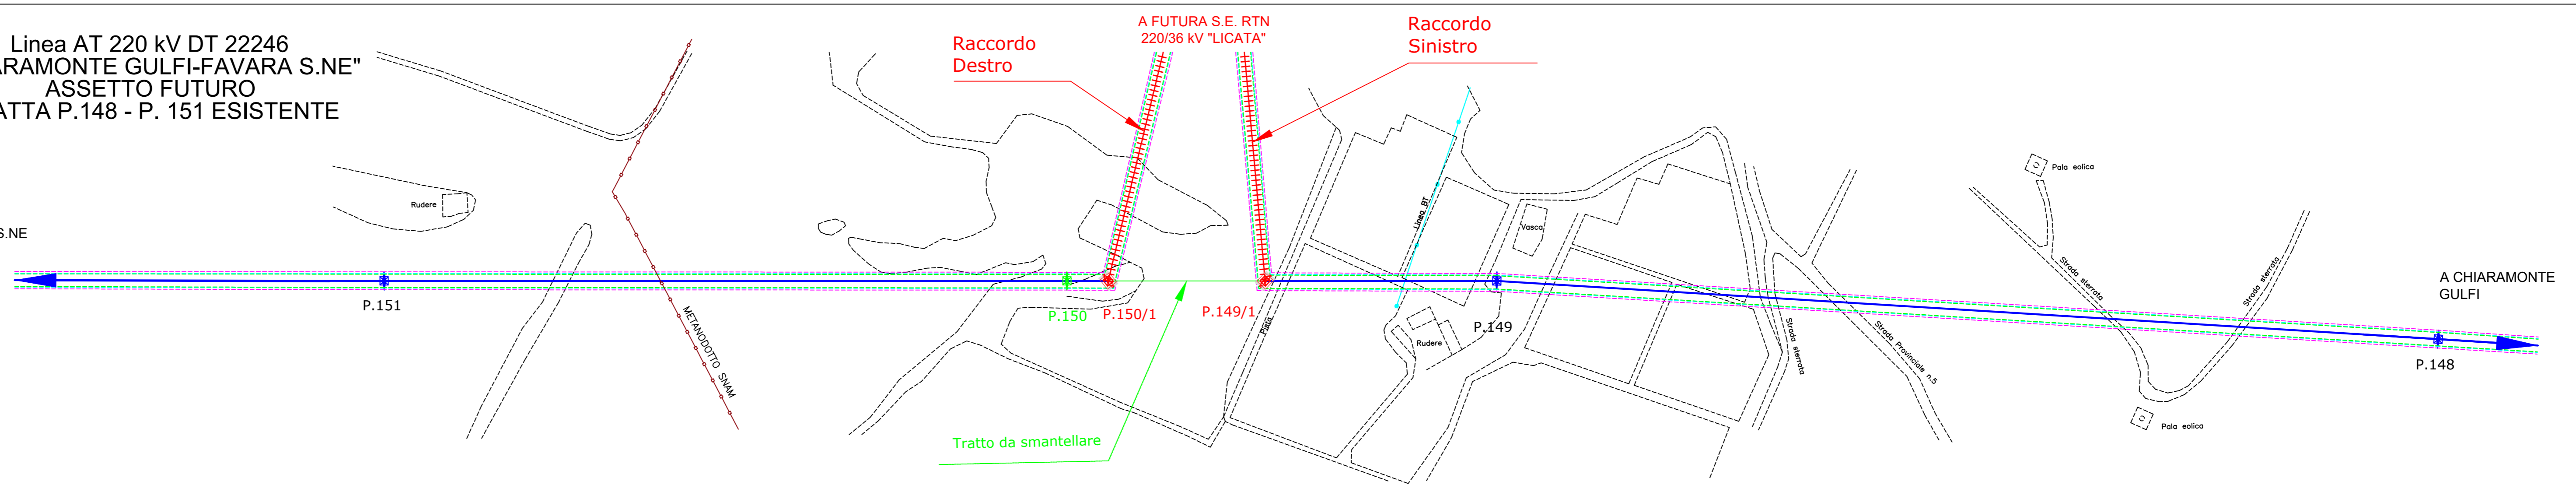 Linea AT 220 kV DT 22246
ARAMONTE GULFI-FAVARA S.NE"
ASSETTO FUTURO
ATTA P.148 - P. 151 ESISTENTE
S.NE
A FUTURA S.E. RTN
220/36 kV "LICATA"
Raccordo
Destro
Raccordo
Sinistro
Rudere
P.151
METANODOTTO SNAM
P.150
P.150/1
P.149/1
Tratto da smantellare
Pista
Linea BT
Vasca
Rudere
P.149
Strada sterrata
Strada Provinciale n.5
Pala eolica
Strada sterrata
Strada sterrata
Pala eolica
P.148
A CHIARAMONTE
GULFI